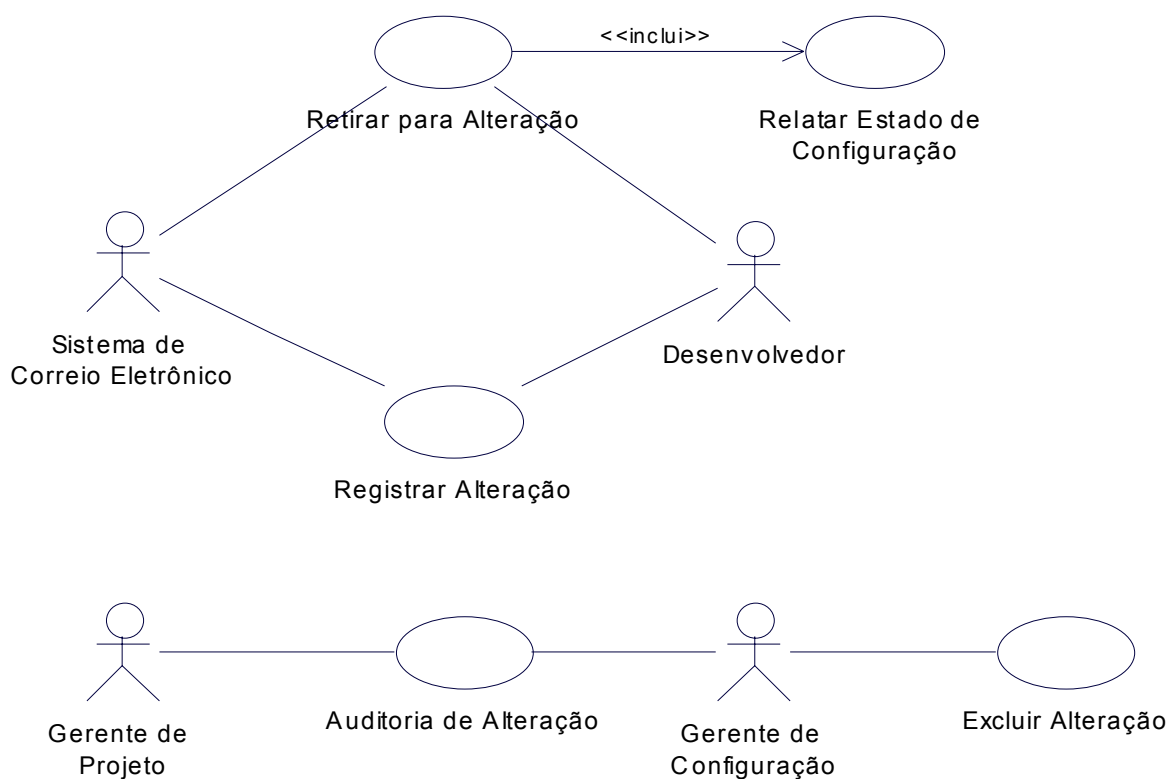 <<inclui>>
Retirar para Alteração
Relatar Estado de
Configuração
Sistema de
Correio Eletrônico
Desenvolvedor
Registrar Alteração
Gerente de
Projeto
Auditoria de Alteração
Gerente de
Configuração
Excluir Alteração